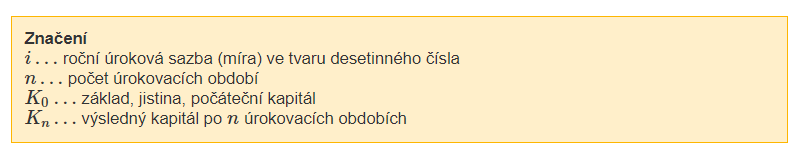 Značení
i … roční úroková sazba (míra) ve tvaru desetinného čísla
n … počet úrokovacích období
K₀ … základ, jistina, počáteční kapitál
Kₙ … výsledný kapitál po n úrokovacích obdobích